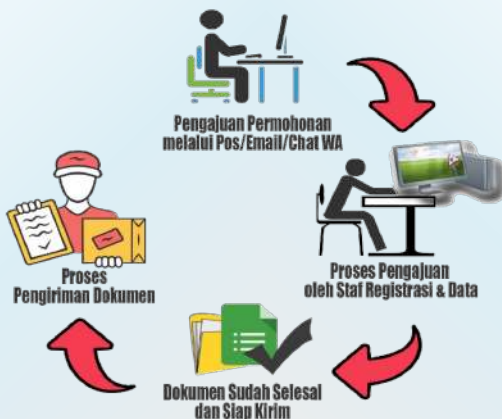 Pengajuan Permohonan
melalui Pos/Email/Chat WA
Proses Pengajuan
oleh Staf Registrasi & Data
Dokumen Sudah Selesai
dan Siap Kirim
Proses
Pengiriman Dokumen